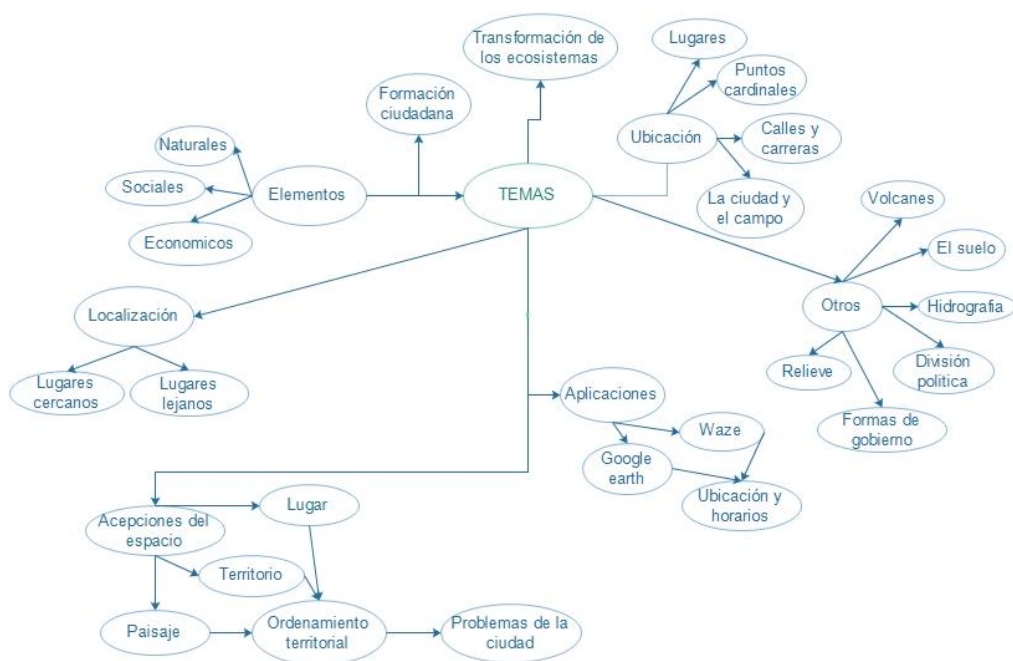 Transformación de
los ecosistemas
Lugares
Puntos
cardinales
Formación
ciudadana
Ubicación
Calles y
carreras
Naturales
Sociales
Elementos
TEMAS
La ciudad y
el campo
Economicos
Volcanes
El suelo
Localización
Otros
Hidrografia
Lugares
cercanos
Lugares
lejanos
Relieve
División
politica
Aplicaciones
Formas de
gobierno
Waze
Google
earth
Ubicación y
horarios
Acepciones del
espacio
Lugar
Territorio
Paisaje
Ordenamiento
territorial
Problemas de la
ciudad